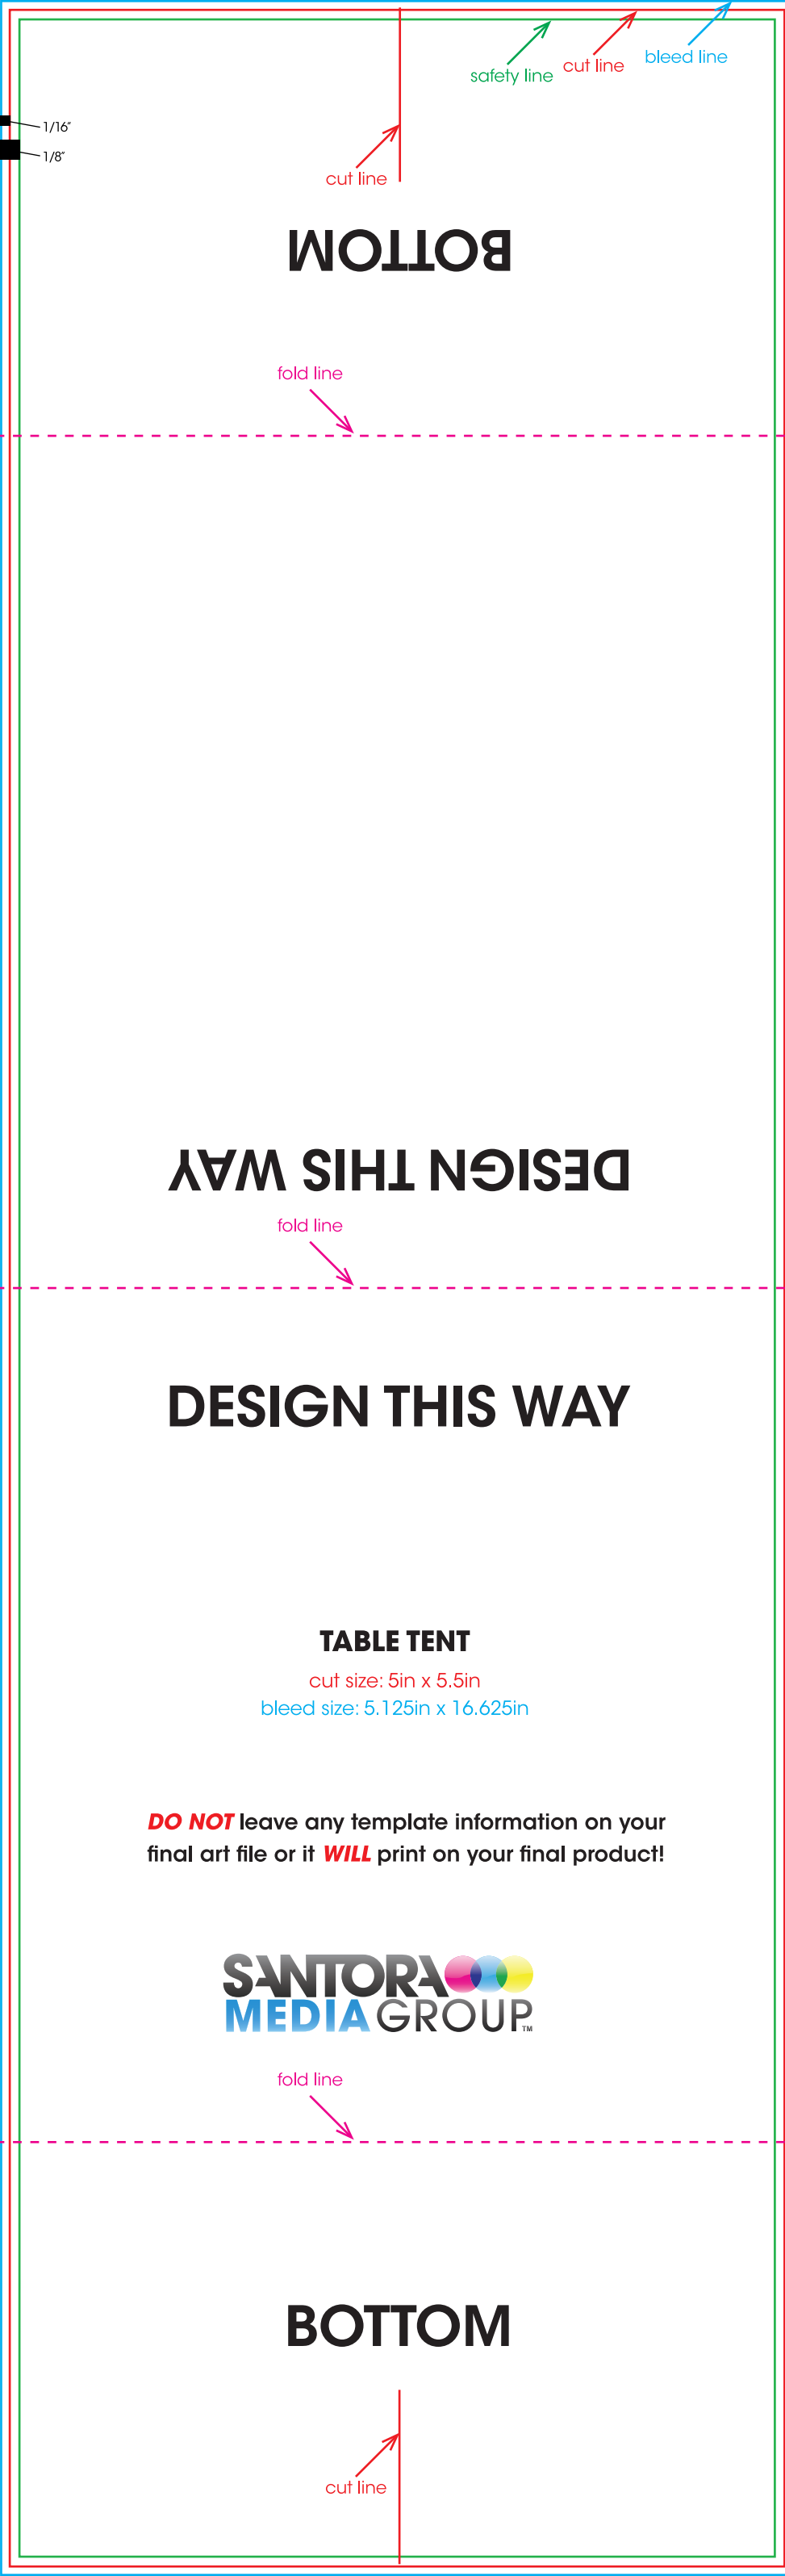 safety line
cut line
bleed line
1/16"
1/8"
cut line
BOTTOM
fold line
DESIGN THIS WAY
fold line
DESIGN THIS WAY
TABLE TENT
cut size: 5in x 5.5in
bleed size: 5.125in x 16.625in
DO NOT leave any template information on your
final art file or it WILL print on your final product!
SANTORA
MEDIA GROUP™
fold line
BOTTOM
cut line